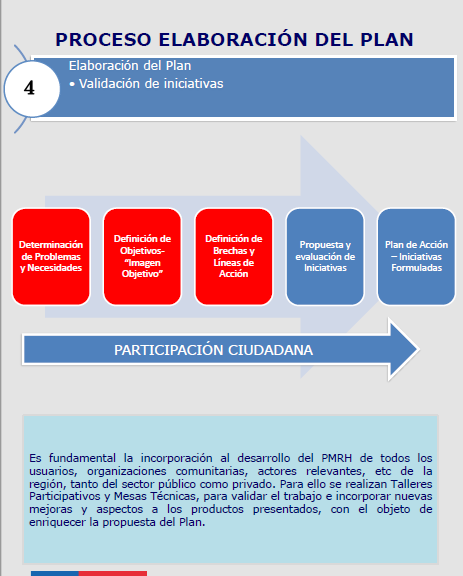 PROCESO ELABORACIÓN DEL PLAN
4
Elaboración del Plan
• Validación de iniciativas
Determinación
de Problemas
y Necesidades
Definición de
Objetivos-
"Imagen
Objetivo"
Definición de
Brechas y
Líneas de
Acción
Propuesta y
evaluación de
Iniciativas
Plan de Acción
– Iniciativas
Formuladas
PARTICIPACIÓN CIUDADANA
Es fundamental la incorporación al desarrollo del PMRH de todos los
usuarios, organizaciones comunitarias, actores relevantes, etc de la
región, tanto del sector público como privado. Para ello se realizan Talleres
Participativos y Mesas Técnicas, para validar el trabajo e incorporar nuevas
mejoras y aspectos a los productos presentados, con el objeto de
enriquecer la propuesta del Plan.